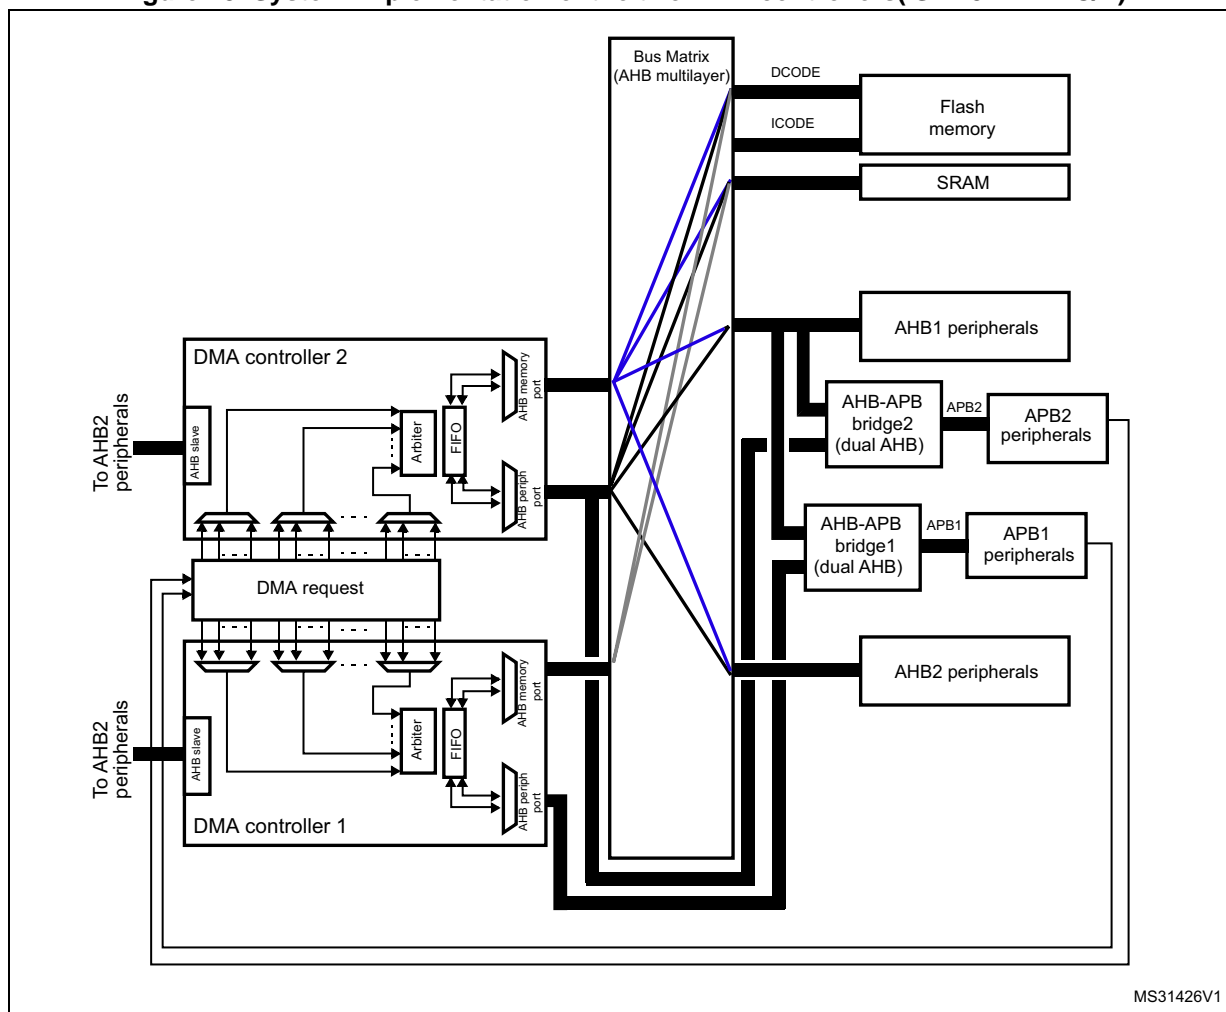 Bus Matrix
(AHB multilayer)
DCODE
Flash
memory
ICODE
SRAM
AHB1 peripherals
DMA controller 2
AHB memory
port
To AHB2
peripherals
AHB slave
Arbiter
FIFO
AHB periph
port
AHB-APB
bridge2
(dual AHB)
APB2
APB2
peripherals
AHB-APB
bridge1
(dual AHB)
APB1
APB1
peripherals
DMA request
AHB2 peripherals
AHB memory
port
To AHB2
peripherals
AHB slave
Arbiter
FIFO
AHB periph
port
DMA controller 1
MS31426V1